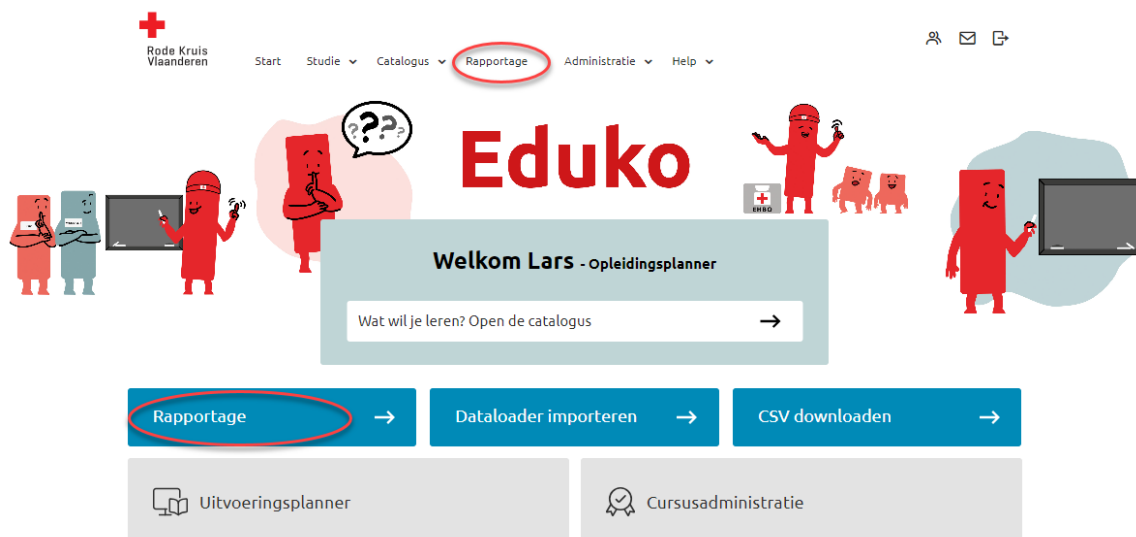 Rode Kruis
Vlaanderen
Start Studie Catalogus Rapportage Administratie Help
???
Eduko
EHBO
Welkom Lars - Opleidingsplanner
Wat wil je leren? Open de catalogus
Rapportage Dataloader importeren CSV downloaden
Uitvoeringsplanner Cursusadministratie